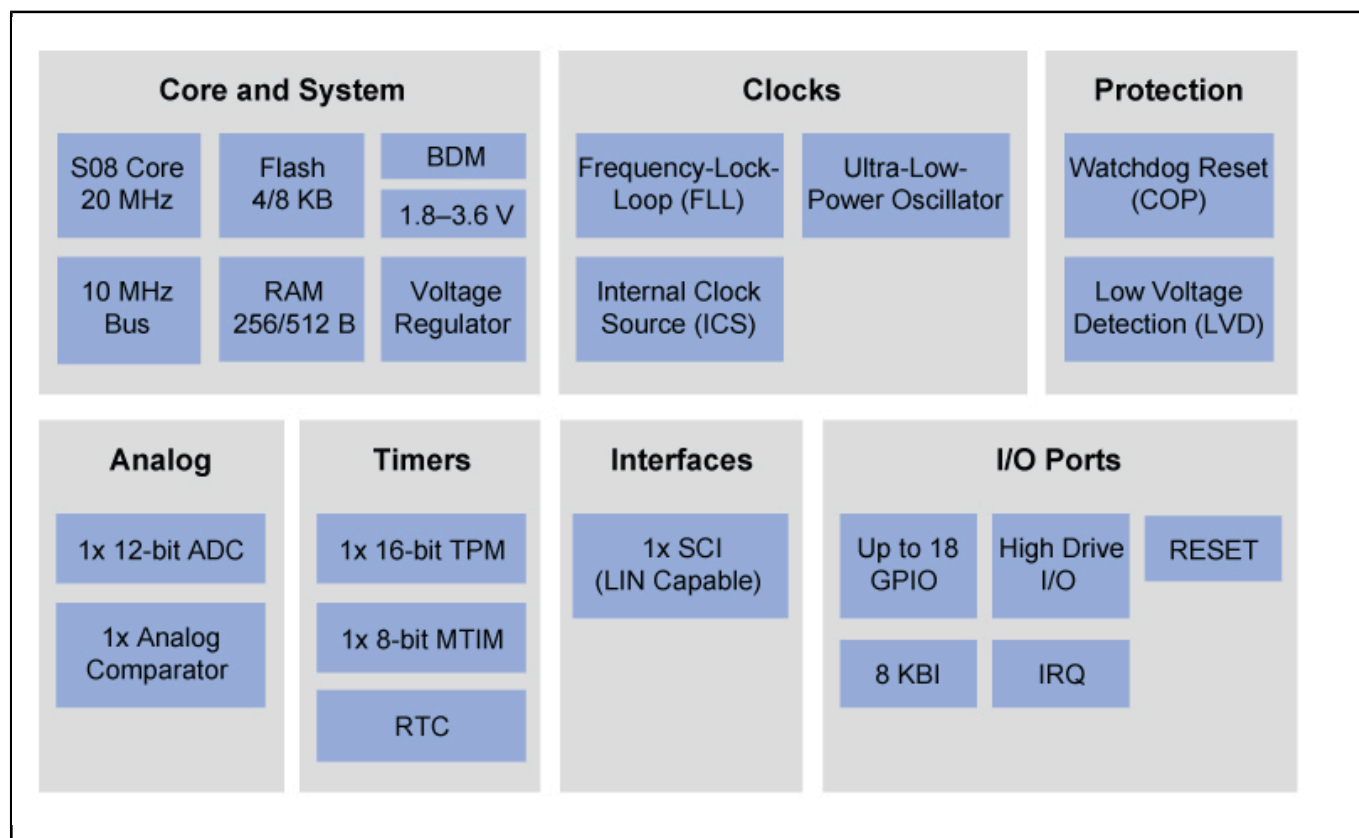 Core and System
S08 Core
20 MHz
Flash
4/8 KB
BDM
1.8–3.6 V
10 MHz
Bus
RAM
256/512 B
Voltage
Regulator
Clocks
Frequency-Lock-
Loop (FLL)
Ultra-Low-
Power Oscillator
Internal Clock
Source (ICS)
Protection
Watchdog Reset
(COP)
Low Voltage
Detection (LVD)
Analog
1x 12-bit ADC
1x Analog
Comparator
Timers
1x 16-bit TPM
1x 8-bit MTIM
RTC
Interfaces
1x SCI
(LIN Capable)
I/O Ports
Up to 18
GPIO
High Drive
I/O
RESET
8 KBI
IRQ